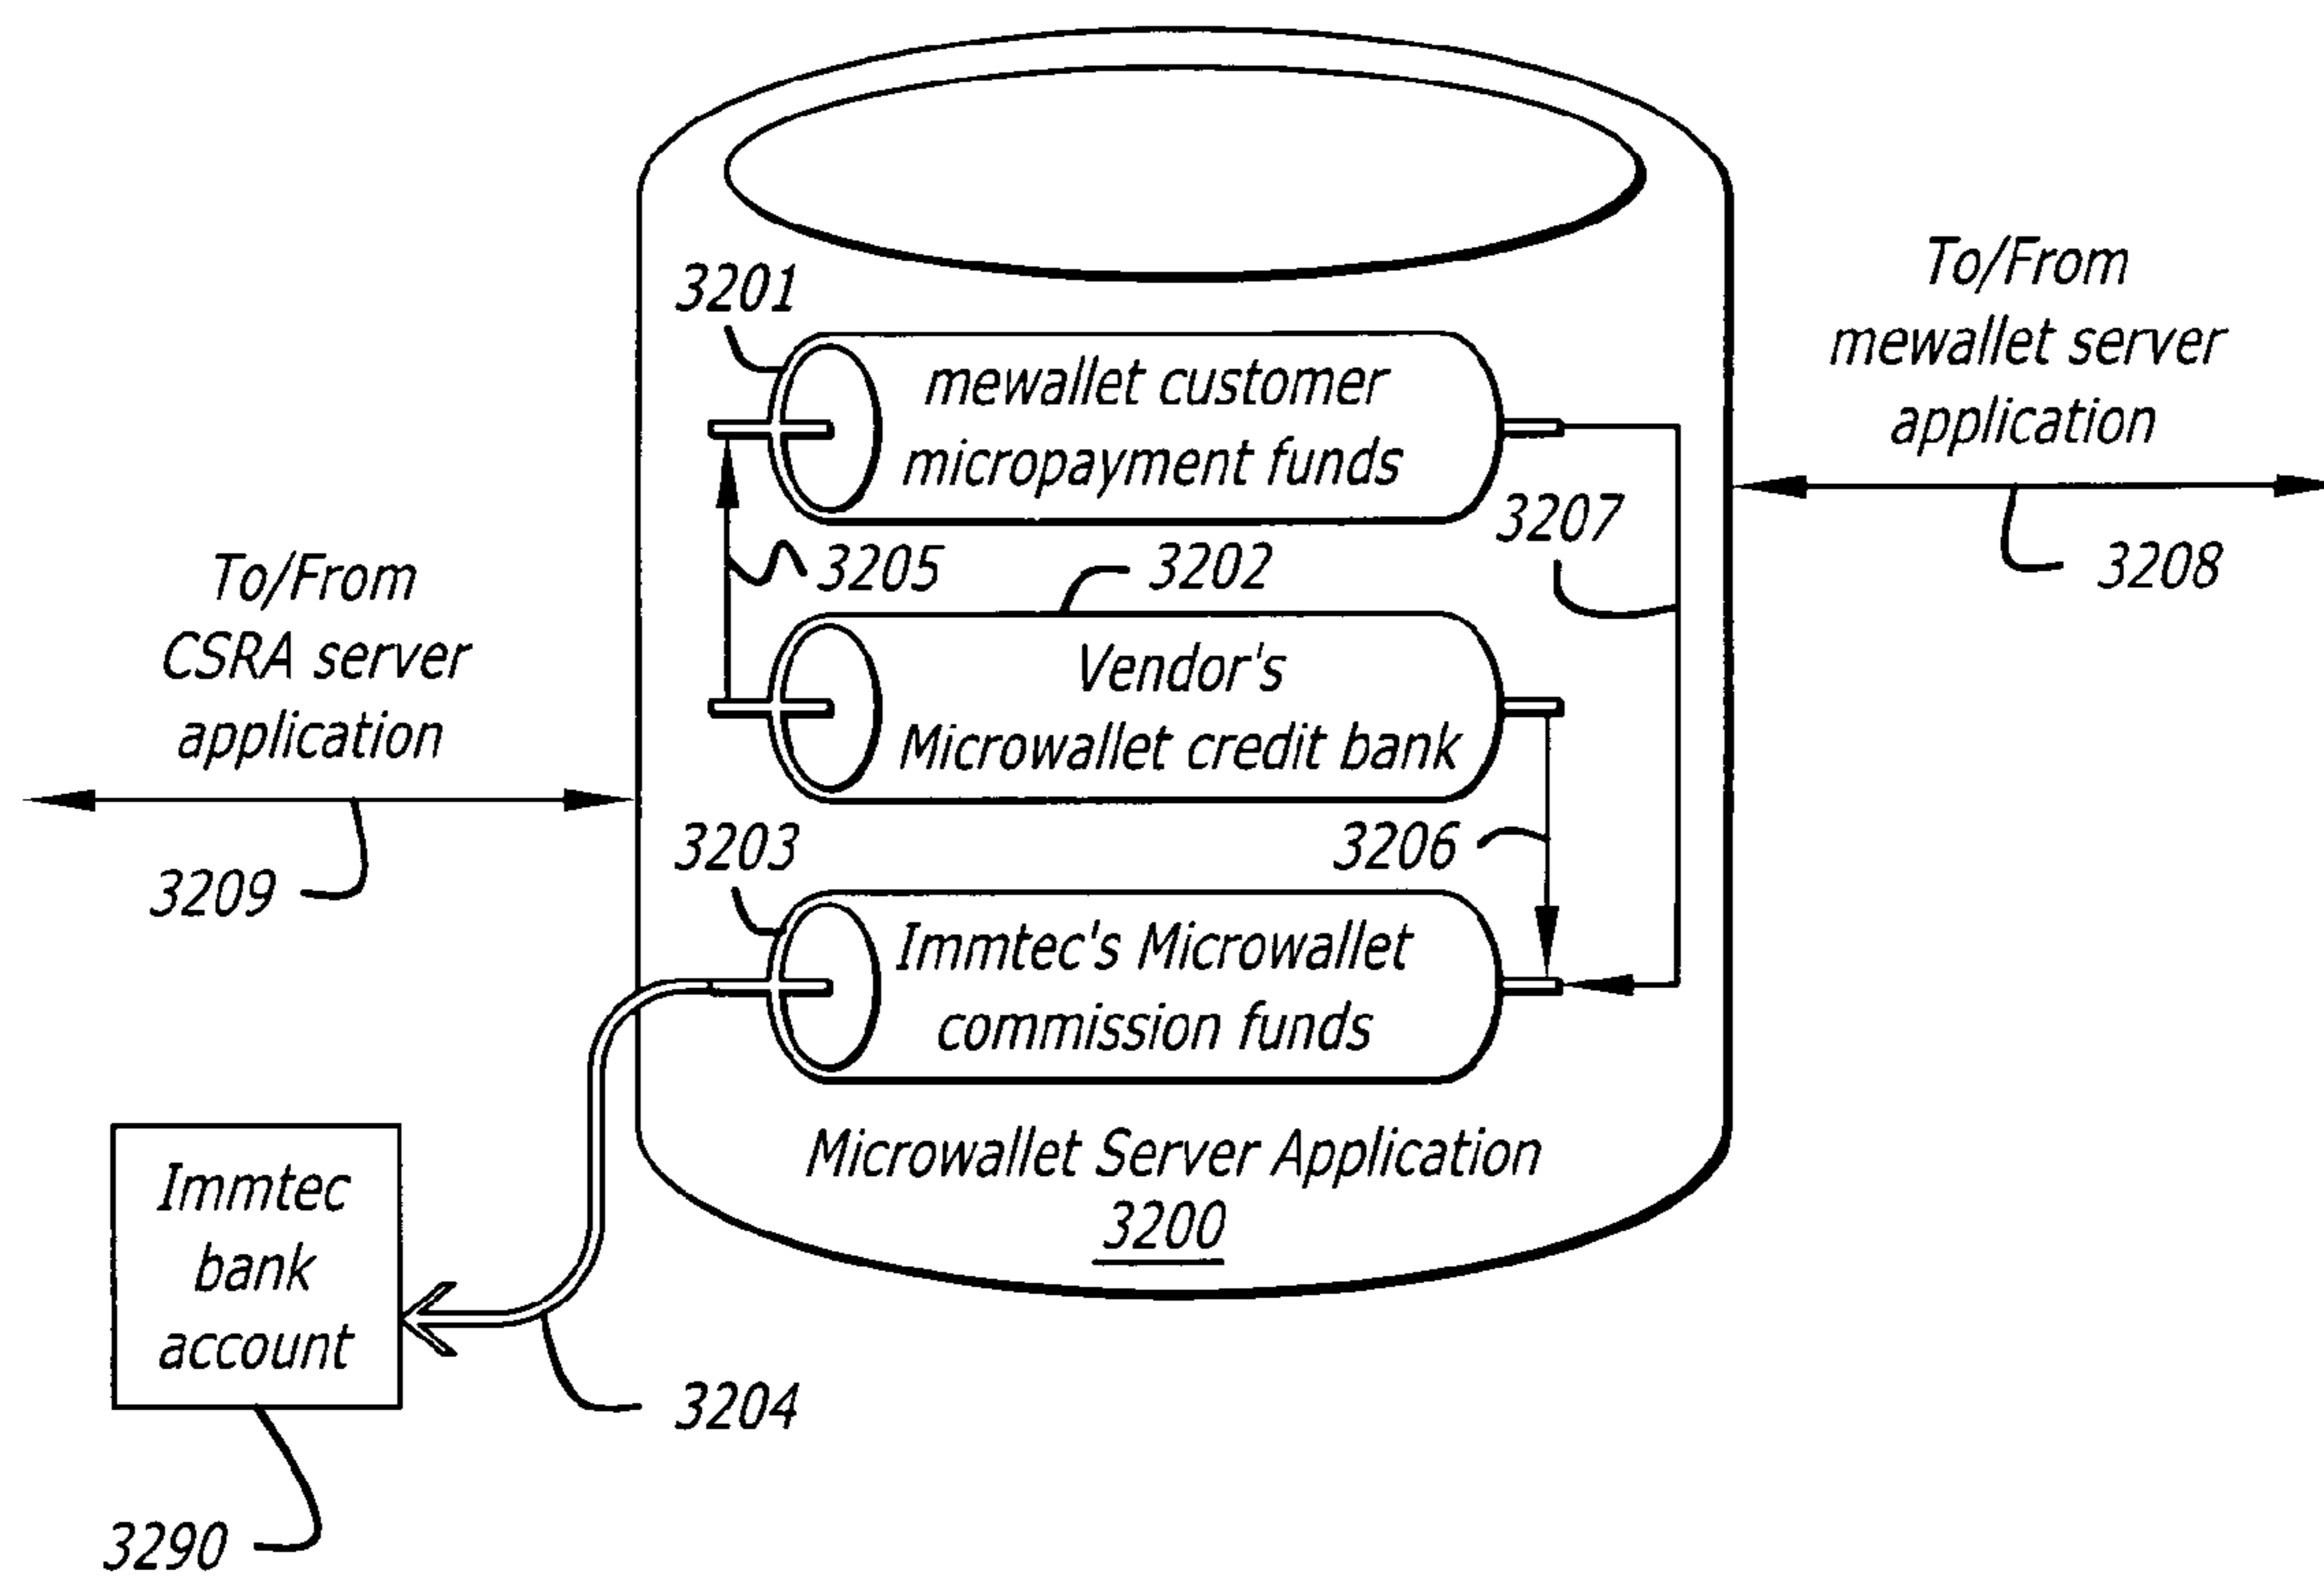 3201
mewallet customer
micropayment funds
To/From
mewallet server
application
3207
3205
3202
3208
To/From
CSRA server
application
Vendor's
Microwallet credit bank
3203
3206
3209
Immtec's Microwallet
commission funds
Microwallet Server Application
3200
Immtec
bank
account
3204
3290